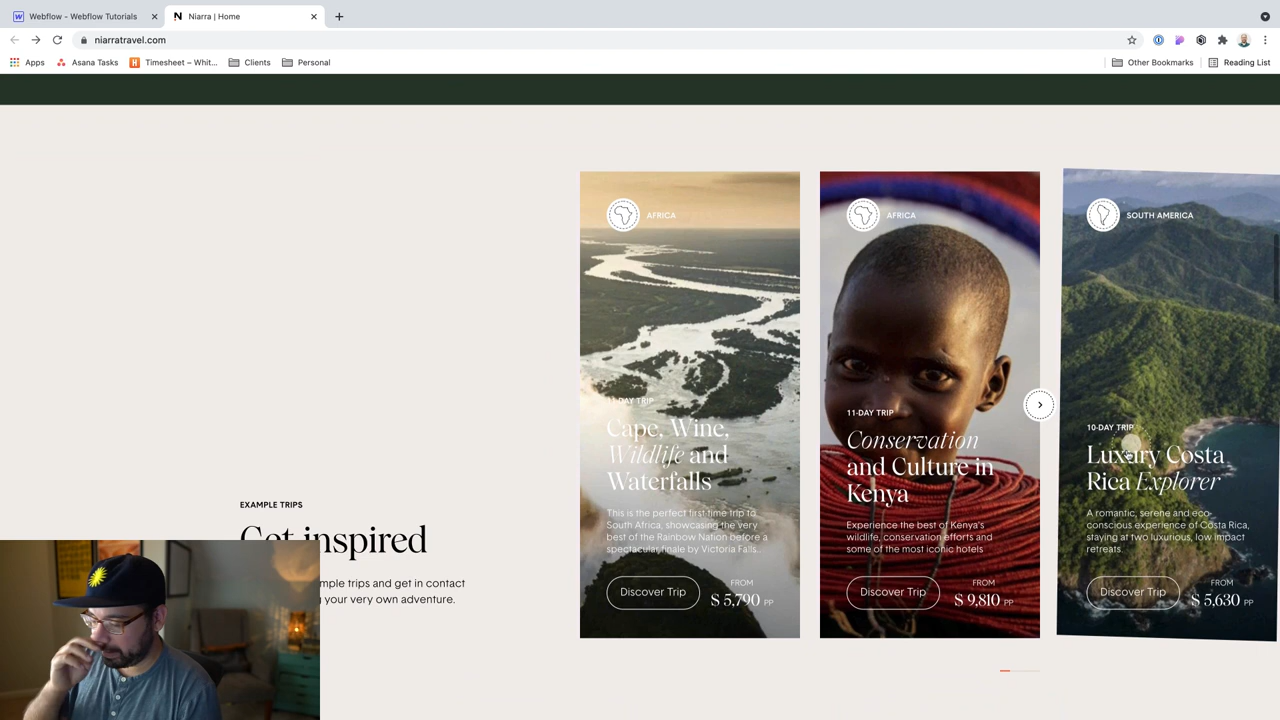 Webflow - Webflow Tutorials
Niarra | Home
niarratravel.com
Apps
Asana Tasks
Timesheet – Whit...
Clients
Personal
Other Bookmarks
Reading List
AFRICA
11-DAY TRIP
Cape, Wine,
Wildlife and
Waterfalls
This is the perfect first-time trip to
South Africa, showcasing the very
best of the Rainbow Nation before a
spectacular finale by Victoria Falls...
Discover Trip
FROM
$ 5,790 PP
AFRICA
11-DAY TRIP
Conservation
and Culture in
Kenya
Experience the best of Kenya's
wildlife, conservation efforts and
some of the most iconic hotels
Discover Trip
FROM
$ 9,810 PP
SOUTH AMERICA
10-DAY TRIP
Luxury Costa
Rica Explorer
A romantic, serene and eco-
conscious experience of Costa Rica,
staying at two luxurious, low impact
retreats.
Discover Trip
FROM
$ 5,630 PP
EXAMPLE TRIPS
Get inspired
mple trips and get in contact
your very own adventure.